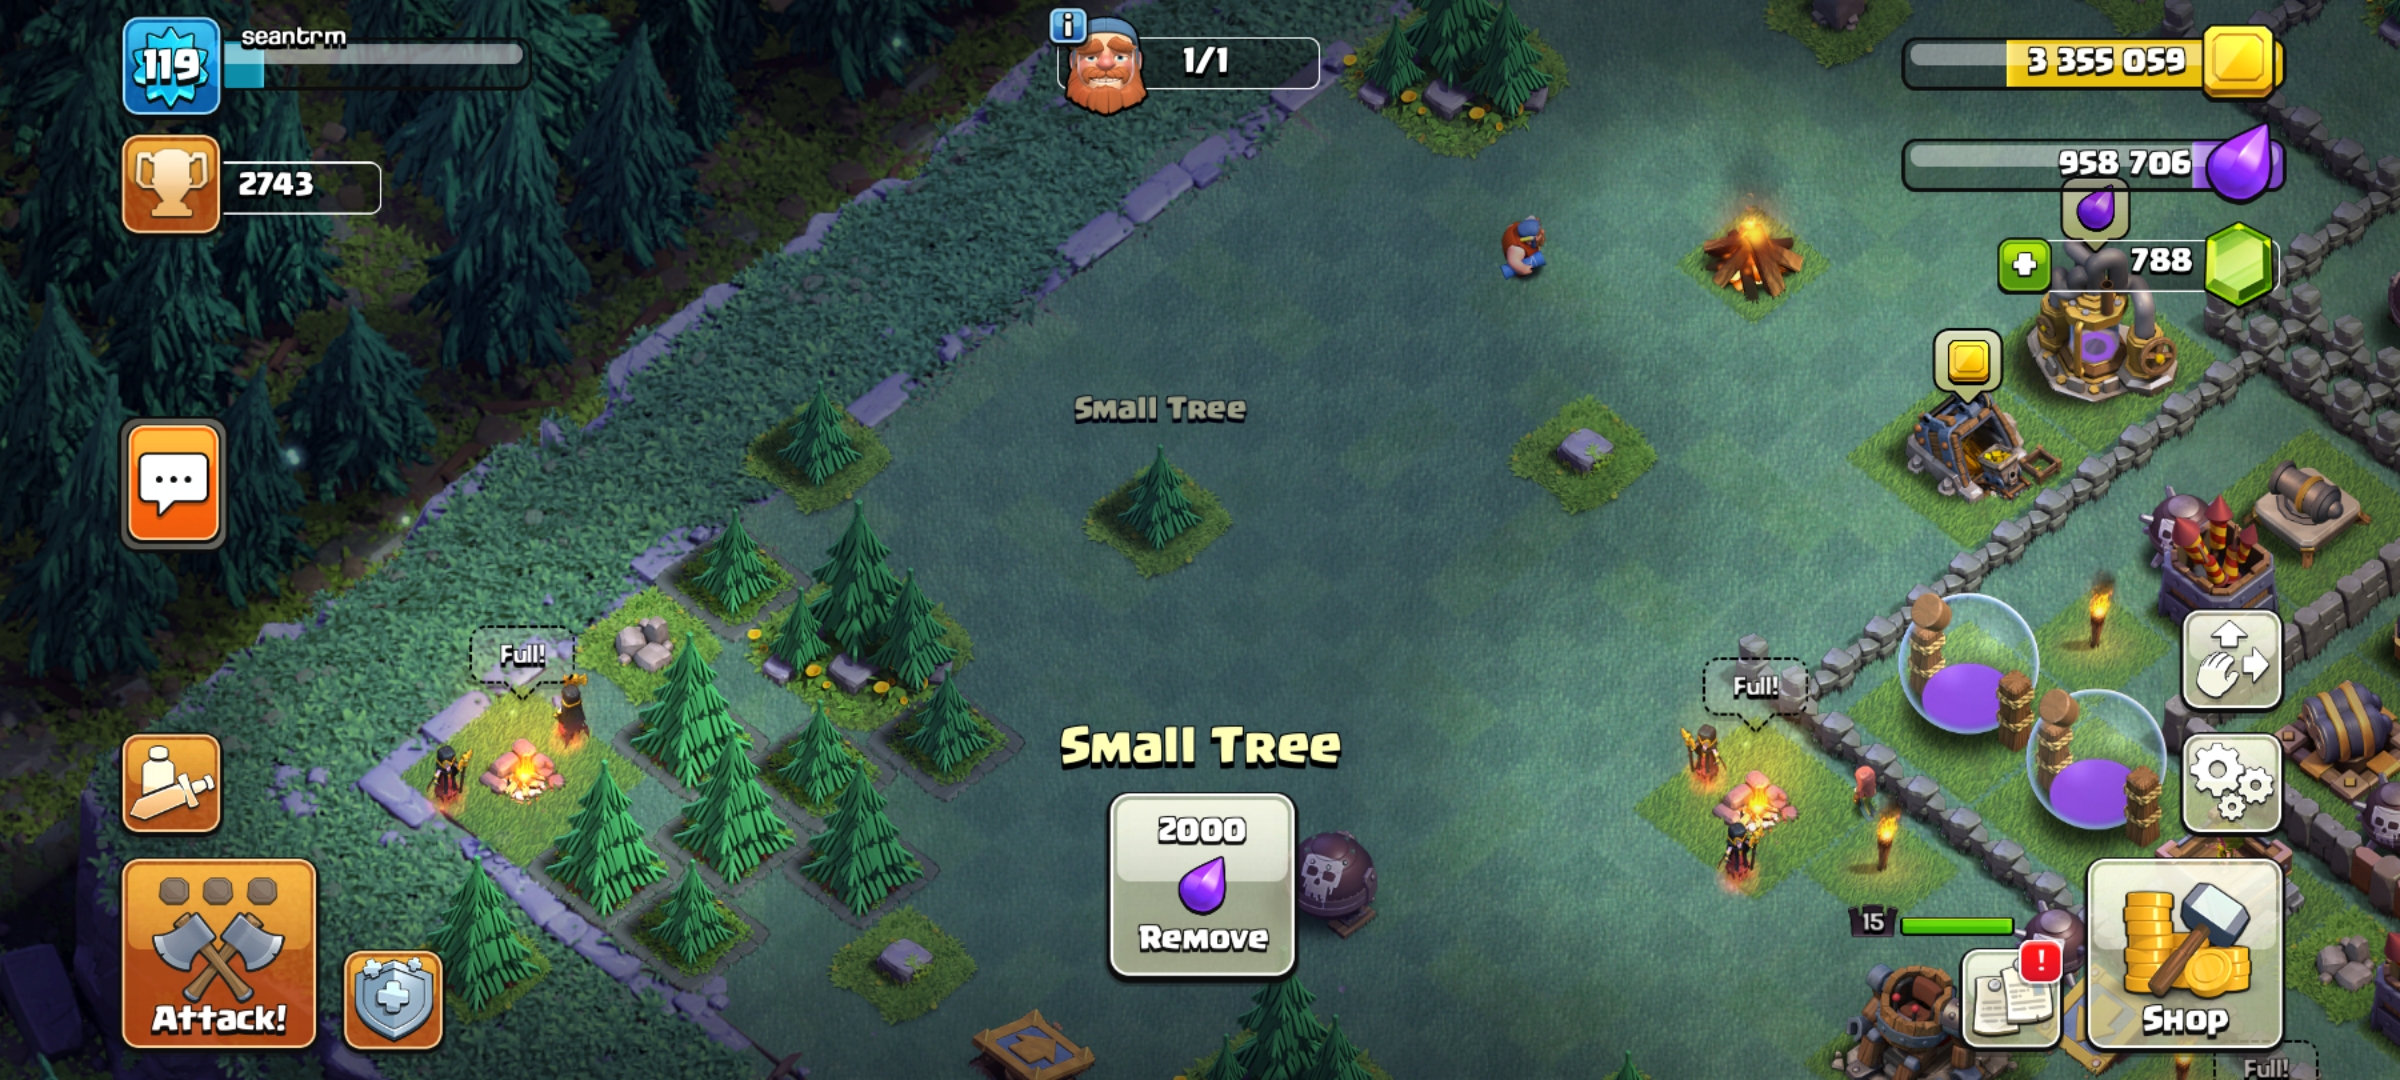 119
seantrm
i
1/1
3 355 059
2743
958 706
788
Small Tree
Full!
Full!
Small Tree
2000
Remove
15
!
Attack!
Shop
Full!